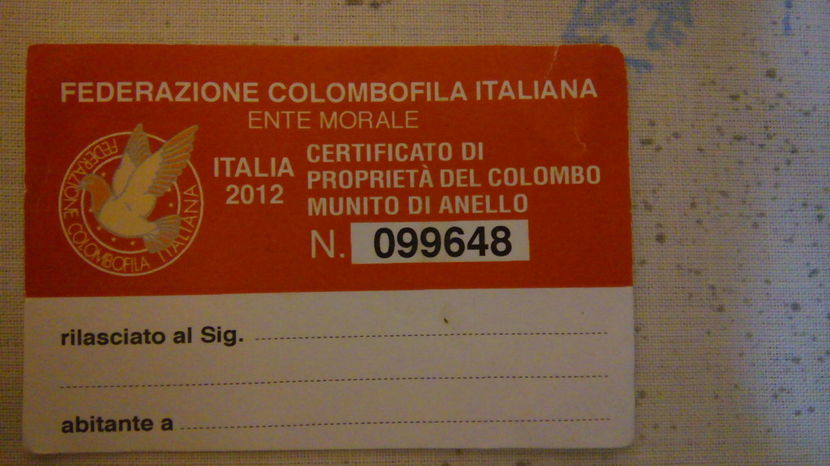 FEDERAZIONE COLOMBOFILA ITALIANA
ENTE MORALE
FEDERAZIONE COLOMBOFILA ITALIANA
ITALIA
2012
CERTIFICATO DI
PROPRIETÀ DEL COLOMBO
MUNITO DI ANELLO
N. 099648
rilasciato al Sig.
abitante a